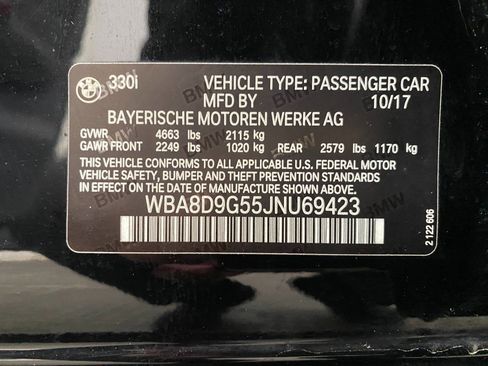 330i VEHICLE TYPE: PASSENGER CAR
MFD BY 10/17
BAYERISCHE MOTOREN WERKE AG
GVWR 4663 lbs 2115 kg
GAWR FRONT 2249 lbs 1020 kg REAR 2579 lbs 1170 kg
THIS VEHICLE CONFORMS TO ALL APPLICABLE U.S. FEDERAL MOTOR
VEHICLE SAFETY, BUMPER AND THEFT PREVENTION STANDARDS
IN EFFECT ON THE DATE OF MANUFACTURE SHOWN ABOVE.
WBA8D9G55JNU69423
2 122 606